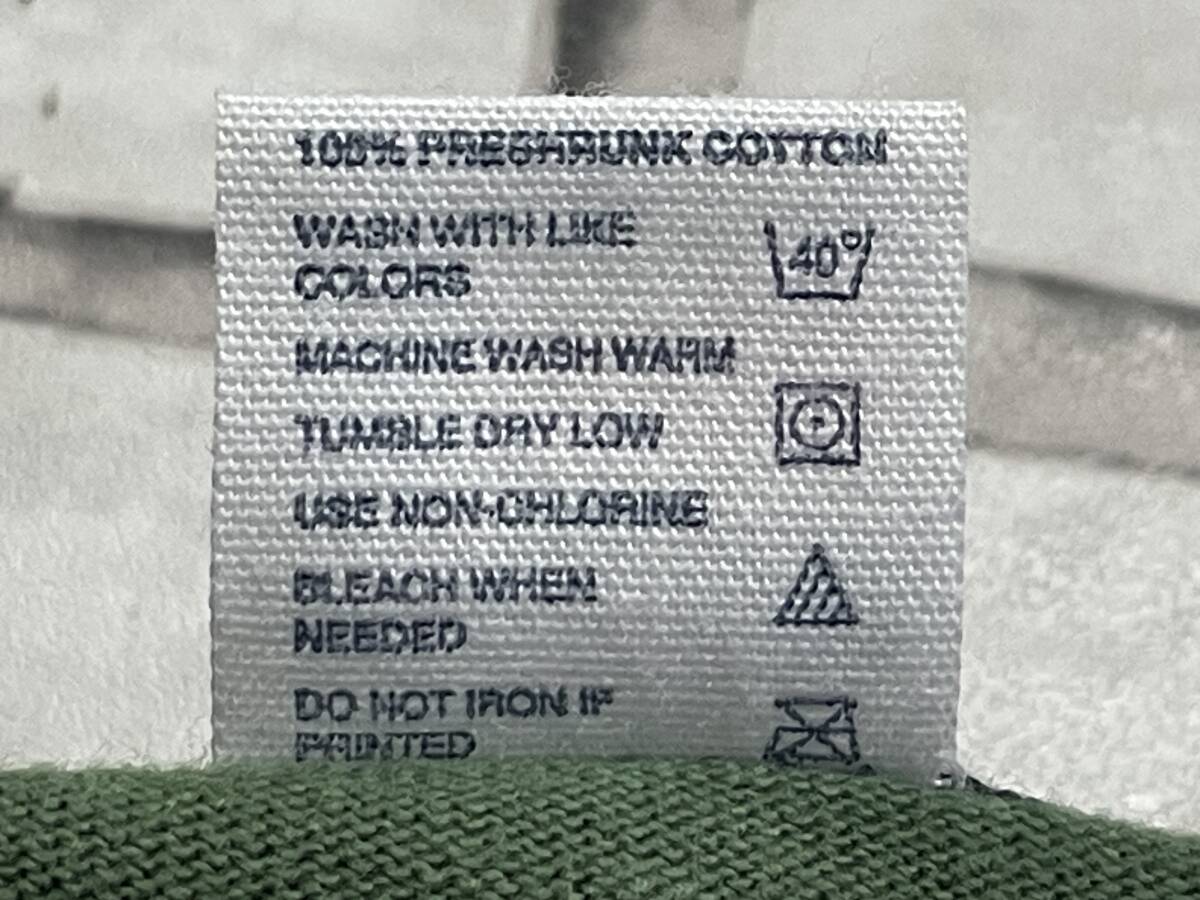 100% PRESHRUNK COTTON
WASH WITH LIKE
COLORS
40°
MACHINE WASH WARM
TUMBLE DRY LOW
USE NON-CHLORINE
BLEACH WHEN
NEEDED
DO NOT IRON IF
PRINTED